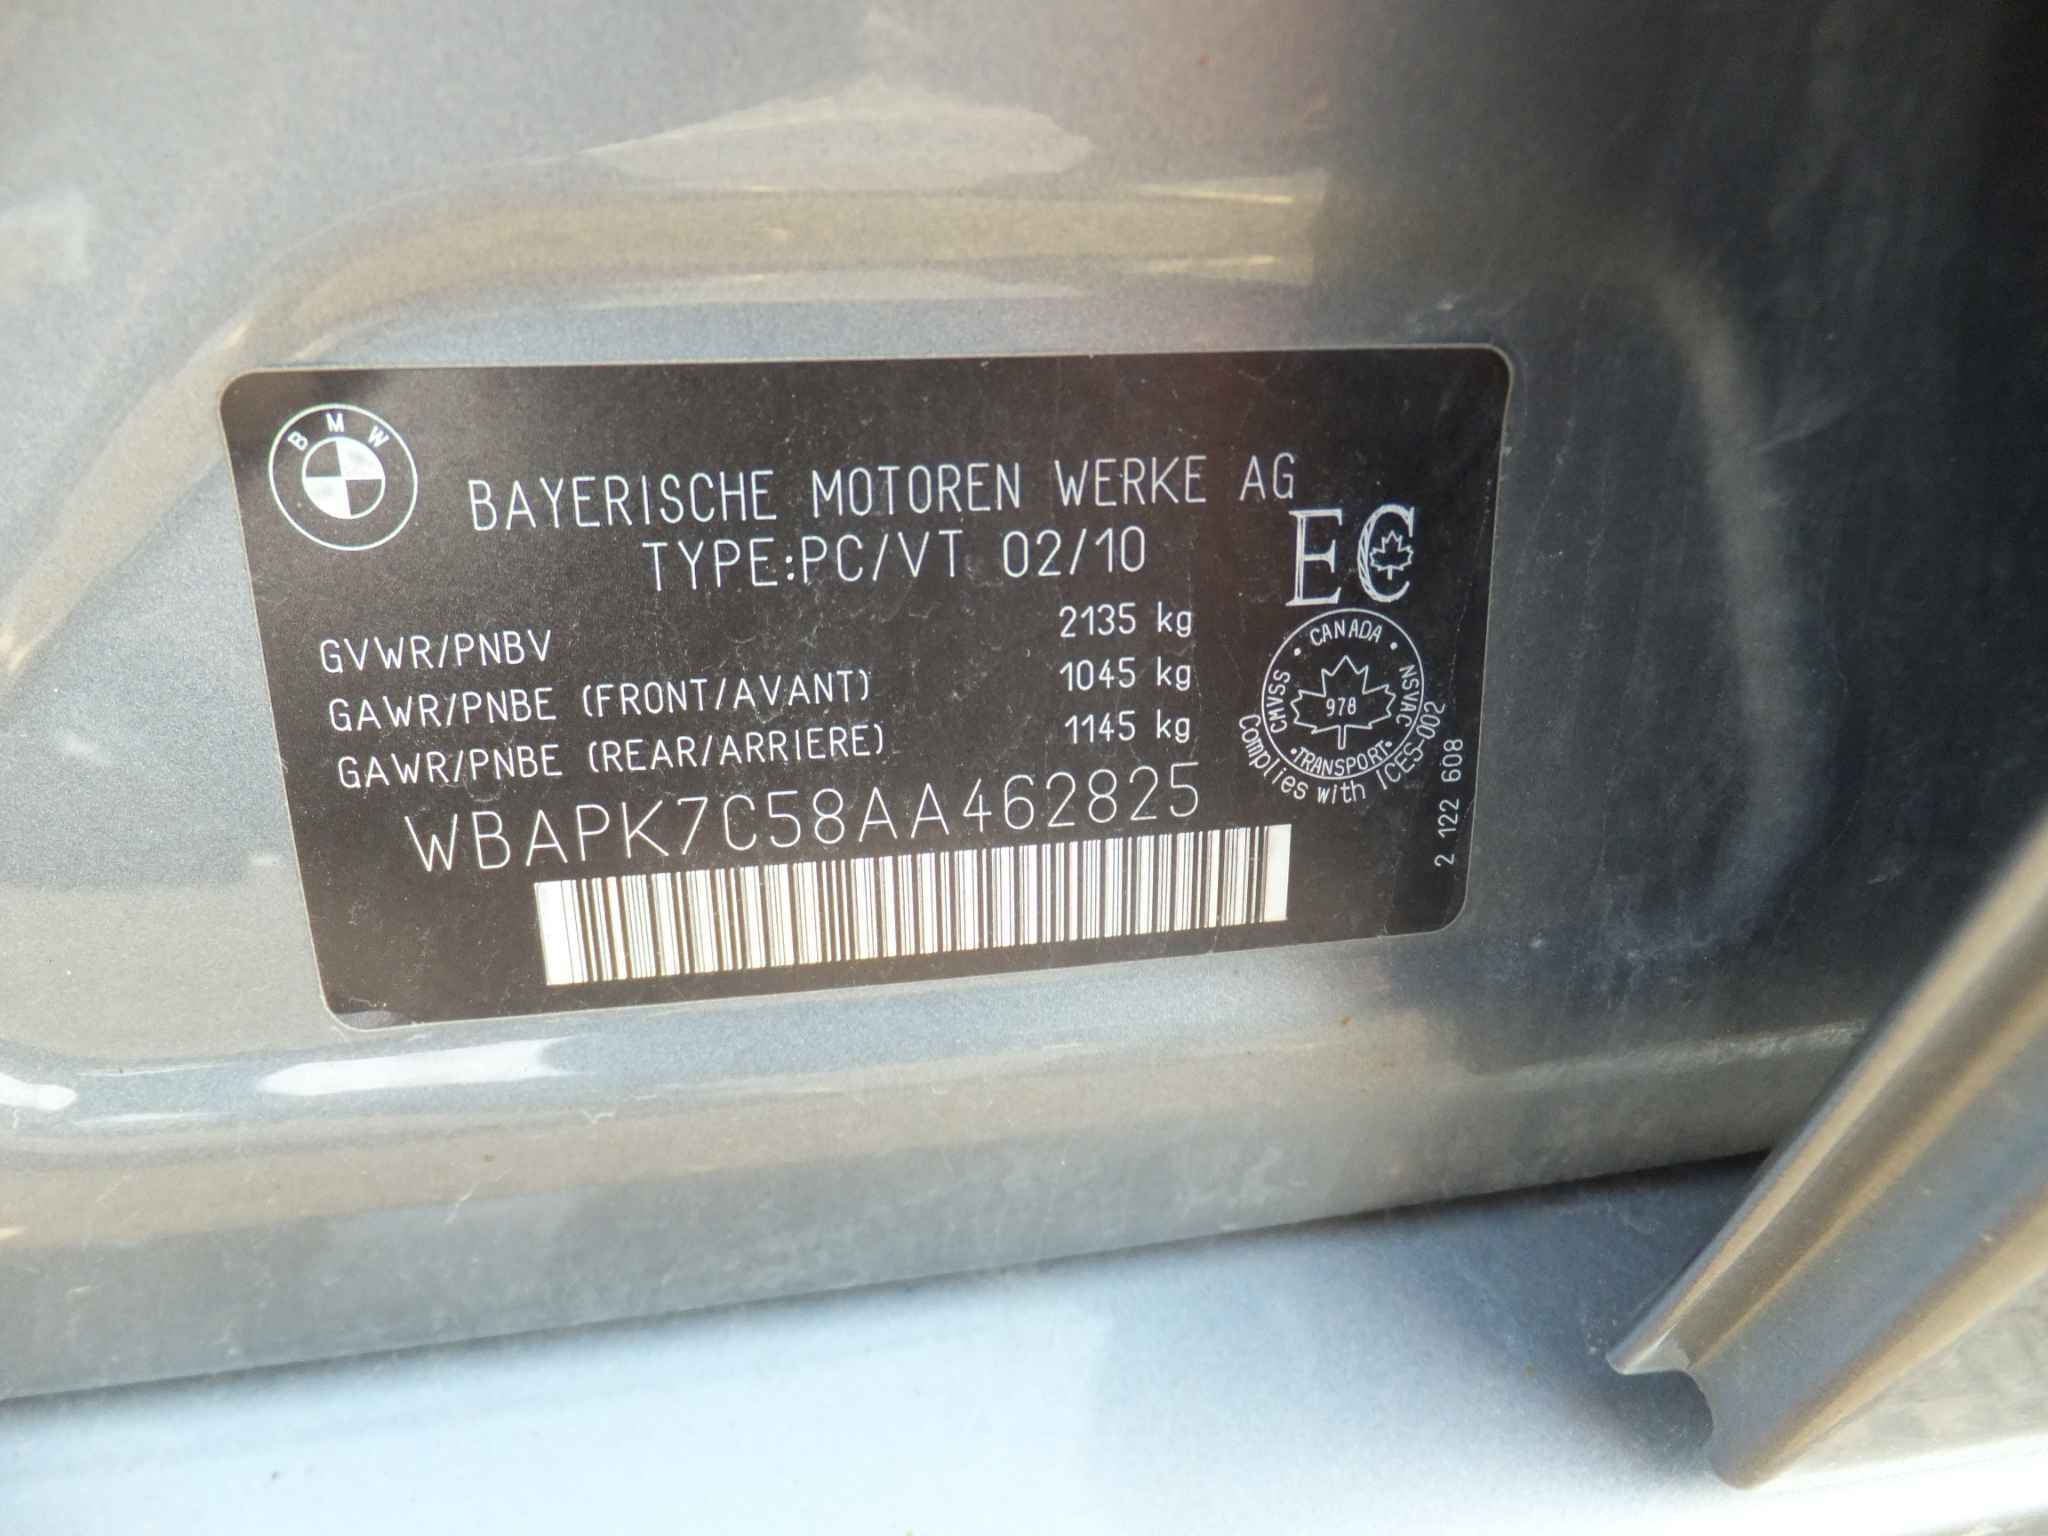 BMW
BAYERISCHE MOTOREN WERKE AG
TYPE:PC/VT 02/10
EC
GVWR/PNBV 2135 kg
GAWR/PNBE (FRONT/AVANT) 1045 kg
GAWR/PNBE (REAR/ARRIERE) 1145 kg
WBAPK7C58AA462825
CMVSS · CANADA · NSVAC
978
·TRANSPORT·
Complies with ICES-002
2 122 608